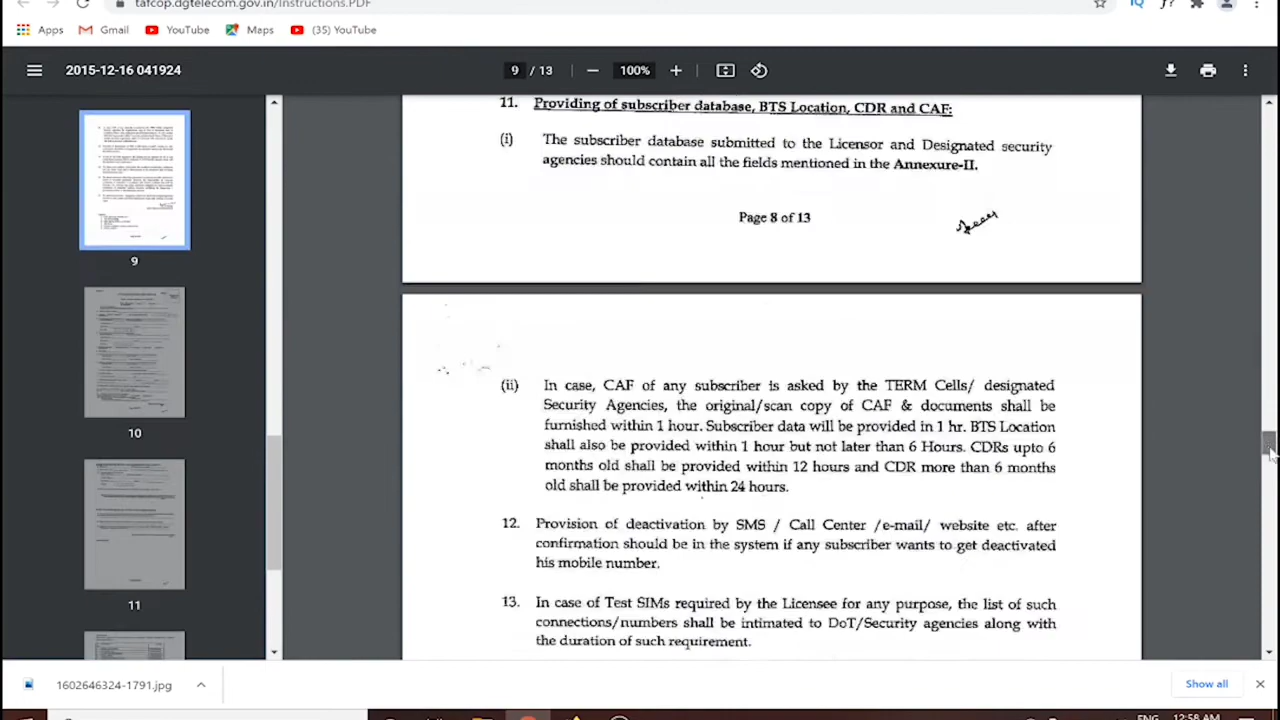 tafcop.dgtelecom.gov.in/Instructions.PDF
Apps Gmail YouTube Maps (35) YouTube
2015-12-16 041924 9 / 13 100%
11. Providing of subscriber database, BTS Location, CDR and CAF:
(i) The subscriber database submitted to the Licensor and Designated security
agencies should contain all the fields mentioned in the Annexure-II.
Page 8 of 13
9
10
11
(ii) In case, CAF of any subscriber is asked by the TERM Cells/ designated
Security Agencies, the original/scan copy of CAF & documents shall be
furnished within 1 hour. Subscriber data will be provided in 1 hr. BTS Location
shall also be provided within 1 hour but not later than 6 Hours. CDRs upto 6
months old shall be provided within 12 hours and CDR more than 6 months
old shall be provided within 24 hours.
12. Provision of deactivation by SMS / Call Center /e-mail/ website etc. after
confirmation should be in the system if any subscriber wants to get deactivated
his mobile number.
13. In case of Test SIMs required by the Licensee for any purpose, the list of such
connections/numbers shall be intimated to DoT/Security agencies along with
the duration of such requirement.
1602646324-1791.jpg Show all
ENG 12:58 AM